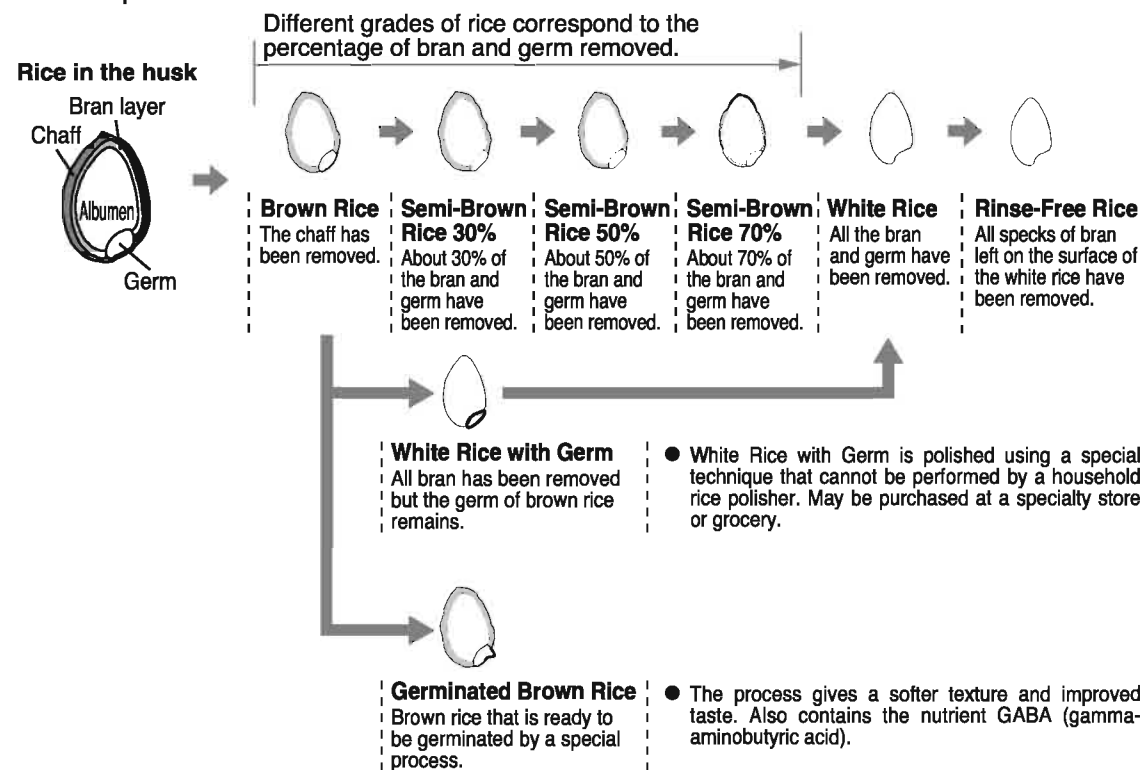 Different grades of rice correspond to the
percentage of bran and germ removed.
Rice in the husk
Bran layer
Chaff
Albumen
Germ
Brown Rice
The chaff has
been removed.
Semi-Brown
Rice 30%
About 30% of
the bran and
germ have
been removed.
Semi-Brown
Rice 50%
About 50% of
the bran and
germ have
been removed.
Semi-Brown
Rice 70%
About 70% of
the bran and
germ have
been removed.
White Rice
All the bran
and germ have
been removed.
Rinse-Free Rice
All specks of bran
left on the surface of
the white rice have
been removed.
White Rice with Germ
All bran has been removed
but the germ of brown rice
remains.
● White Rice with Germ is polished using a special
technique that cannot be performed by a household
rice polisher. May be purchased at a specialty store
or grocery.
Germinated Brown Rice
Brown rice that is ready to
be germinated by a special
process.
● The process gives a softer texture and improved
taste. Also contains the nutrient GABA (gamma-
aminobutyric acid).